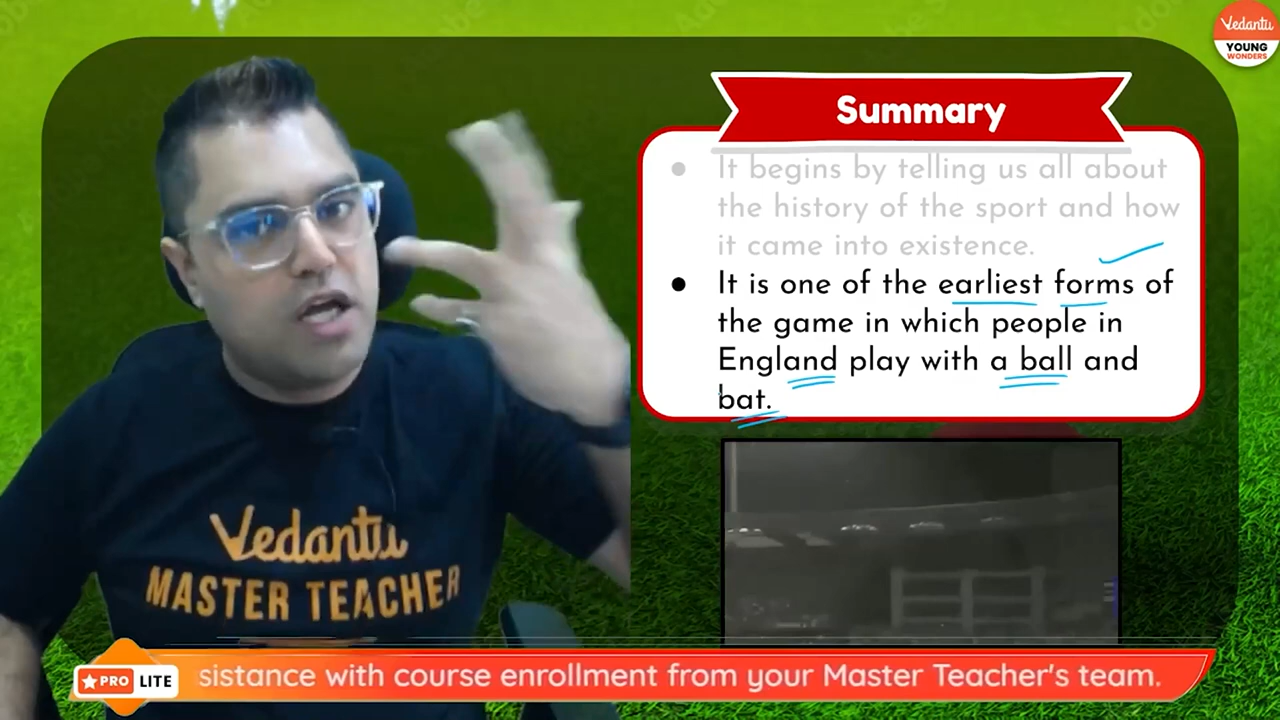 Vedantu
YOUNG
WONDERS
Summary
● It begins by telling us all about
the history of the sport and how
it came into existence.
● It is one of the earliest forms of
the game in which people in
England play with a ball and
bat.
Vedantu
MASTER TEACHER
PRO LITE
sistance with course enrollment from your Master Teacher's team.